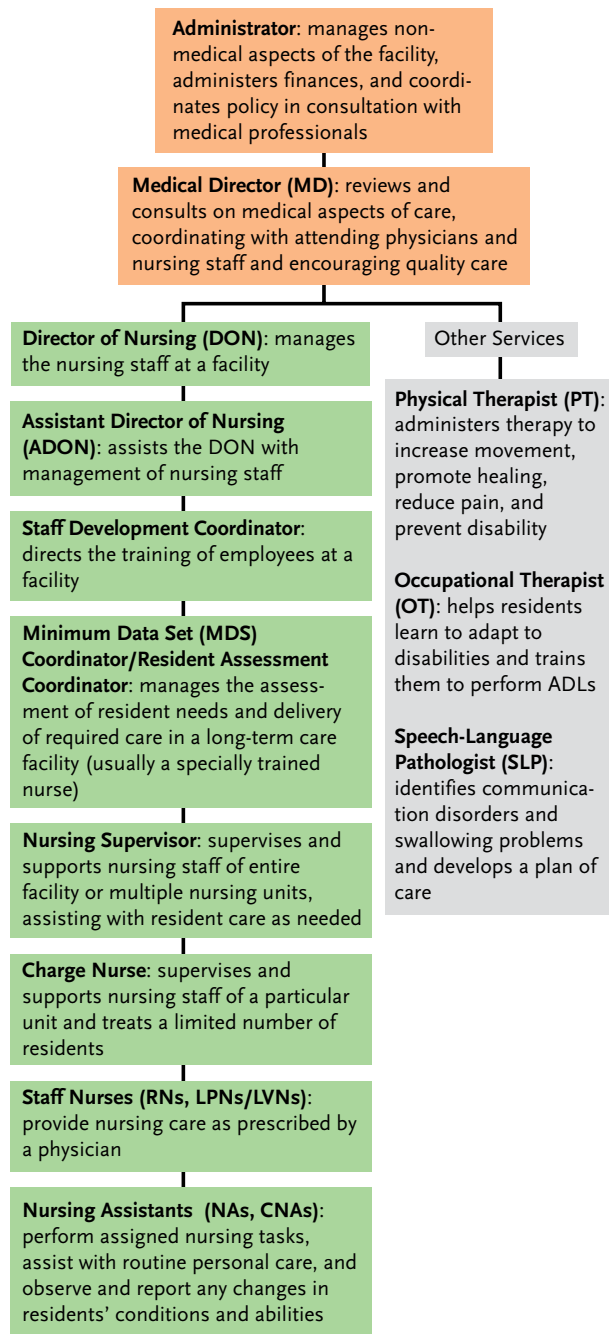 Administrator: manages non-
medical aspects of the facility,
administers finances, and coordi-
nates policy in consultation with
medical professionals
Medical Director (MD): reviews and
consults on medical aspects of care,
coordinating with attending physicians and
nursing staff and encouraging quality care
Director of Nursing (DON): manages
the nursing staff at a facility
Assistant Director of Nursing
(ADON): assists the DON with
management of nursing staff
Staff Development Coordinator:
directs the training of employees at a
facility
Minimum Data Set (MDS)
Coordinator/Resident Assessment
Coordinator: manages the assess-
ment of resident needs and delivery
of required care in a long-term care
facility (usually a specially trained
nurse)
Nursing Supervisor: supervises and
supports nursing staff of entire
facility or multiple nursing units,
assisting with resident care as needed
Charge Nurse: supervises and
supports nursing staff of a particular
unit and treats a limited number of
residents
Staff Nurses (RNs, LPNs/LVNs):
provide nursing care as prescribed by
a physician
Nursing Assistants (NAs, CNAs):
perform assigned nursing tasks,
assist with routine personal care, and
observe and report any changes in
residents' conditions and abilities
Other Services
Physical Therapist (PT):
administers therapy to
increase movement,
promote healing,
reduce pain, and
prevent disability
Occupational Therapist
(OT): helps residents
learn to adapt to
disabilities and trains
them to perform ADLs
Speech-Language
Pathologist (SLP):
identifies communica-
tion disorders and
swallowing problems
and develops a plan of
care